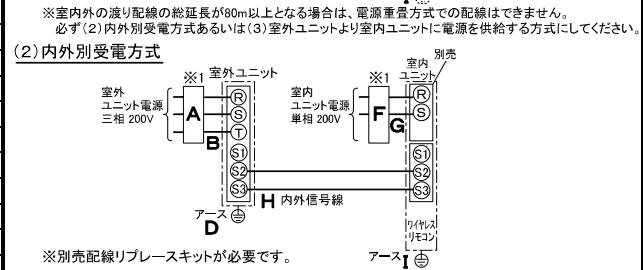 ※室内外の渡り配線の総延長が80m以上となる場合は、電源重畳方式での配線はできません。
必ず(2)内外別受電方式あるいは(3)室外ユニットより室内ユニットに電源を供給する方式にしてください。
(2)内外別受電方式
別売
※1 室外ユニット
※1 室内
ユニット
室外
ユニット電源
三相 200V
A
B
R
S
T
S1
S2
S3
室内
ユニット電源
単相 200V
F
G
R
S
S1
S2
S3
H 内外信号線
アース
D
ワイヤレス
リモコン
※別売配線リプレースキットが必要です。
アース I